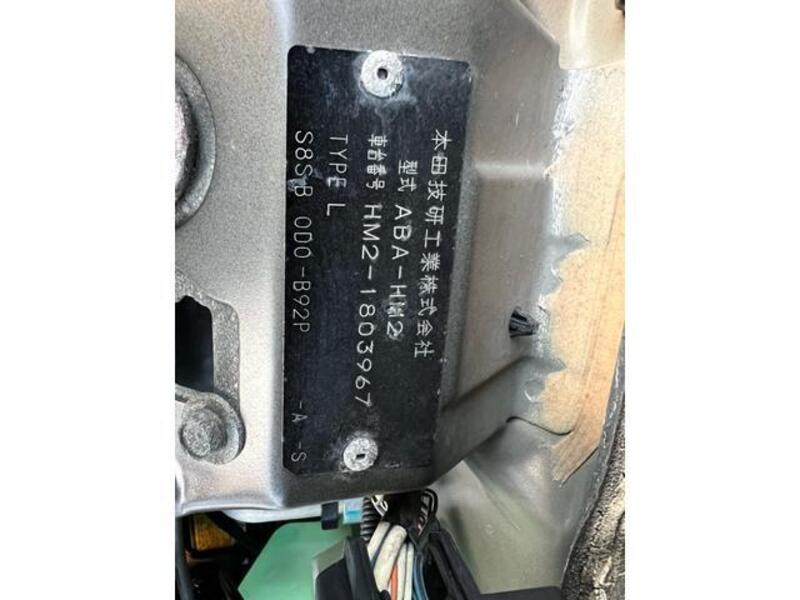 本田技研工業株式会社
型式 ABA-HM2
車台番号 HM2-1803967
TYPE L
S8S B 0D0-B92P -A -S